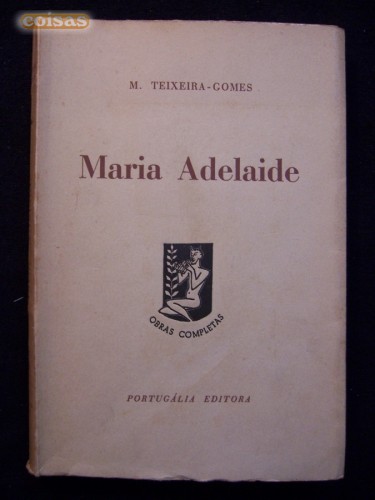 coisas
M. TEIXEIRA-GOMES
Maria Adelaide
OBRAS COMPLETAS
PORTUGÁLIA EDITORA